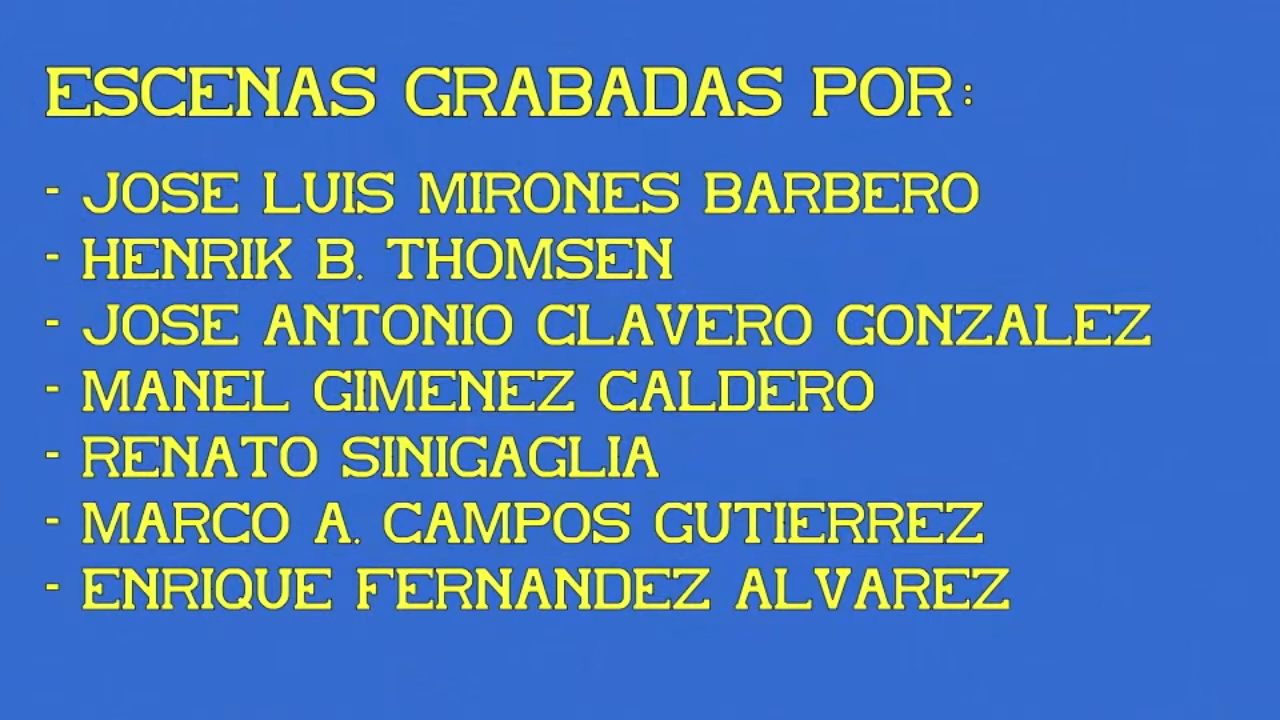 ESCENAS GRABADAS POR:
- JOSE LUIS MIRONES BARBERO
- HENRIK B. THOMSEN
- JOSE ANTONIO CLAVERO GONZALEZ
- MANEL GIMENEZ CALDERO
- RENATO SINIGAGLIA
- MARCO A. CAMPOS GUTIERREZ
- ENRIQUE FERNANDEZ ALVAREZ